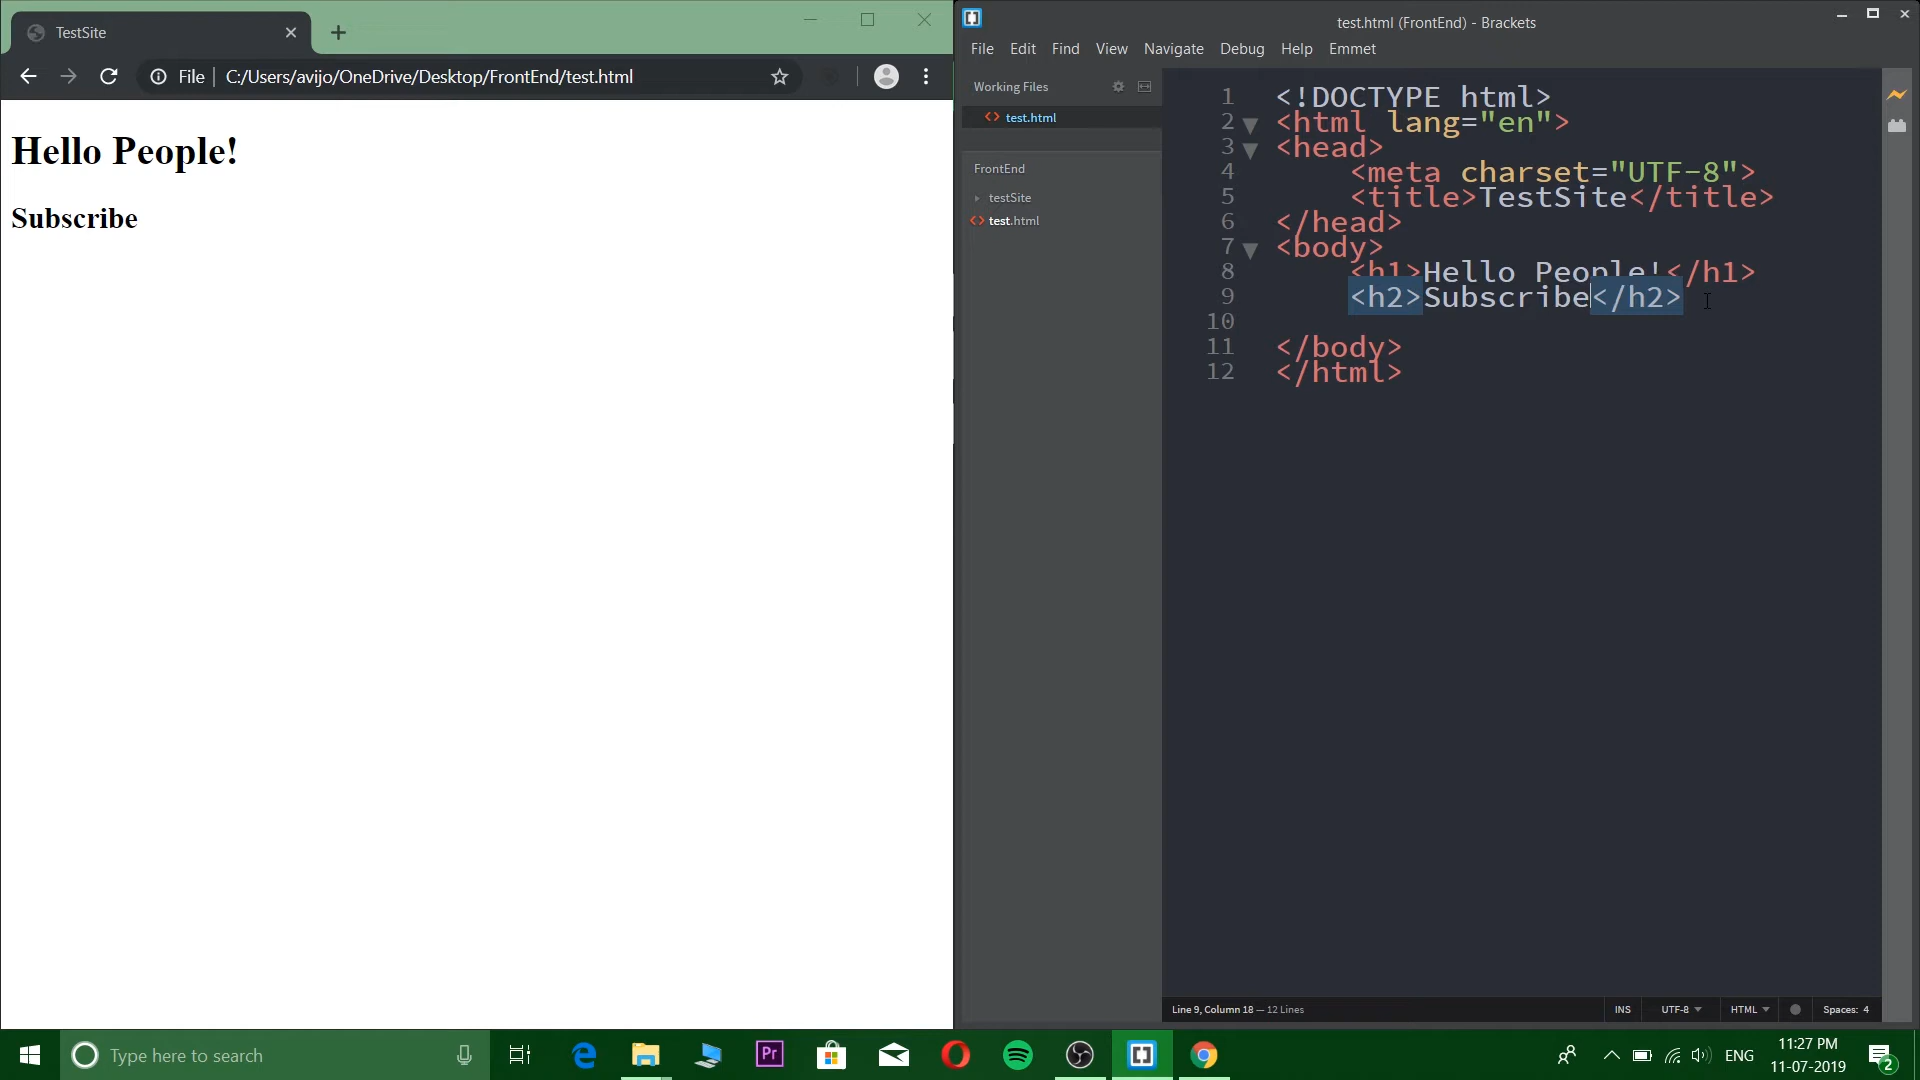 TestSite
File
C:/Users/avijo/OneDrive/Desktop/FrontEnd/test.html
Hello People!
Subscribe
test.html (FrontEnd) - Brackets
File Edit Find View Navigate Debug Help Emmet
Working Files
test.html
FrontEnd
testSite
test.html
1 <!DOCTYPE html>
2 <html lang="en">
3 <head>
4 <meta charset="UTF-8">
5 <title>TestSite</title>
6 </head>
7 <body>
8 <h1>Hello People!</h1>
9 <h2>Subscribe</h2>
10
11 </body>
12 </html>
Line 9, Column 18 — 12 Lines
INS UTF-8 HTML Spaces: 4
Type here to search
Pr
ENG
11:27 PM
11-07-2019
2